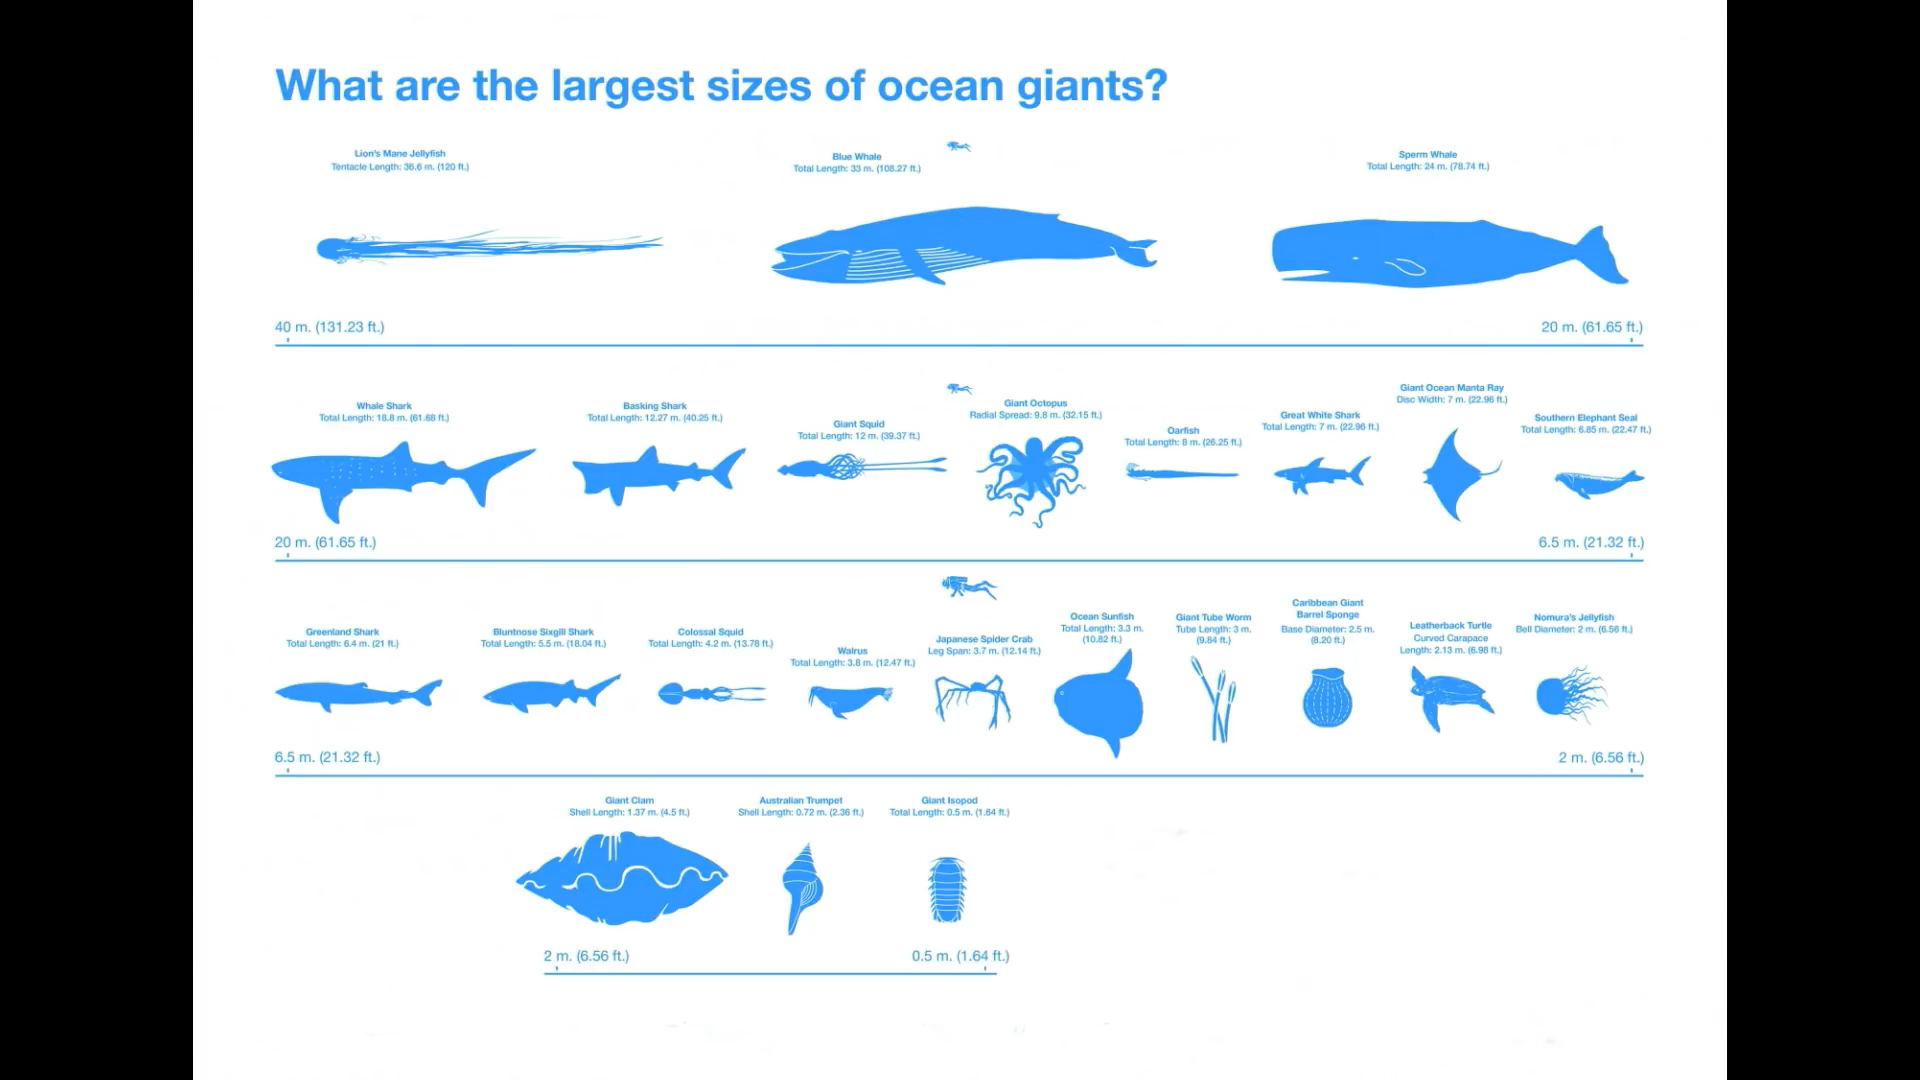 What are the largest sizes of ocean giants?
Lion's Mane Jellyfish
Tentacle Length: 36.6 m. (120 ft.)
Blue Whale
Total Length: 33 m. (108.27 ft.)
Sperm Whale
Total Length: 24 m. (78.74 ft.)
40 m. (131.23 ft.)
20 m. (61.65 ft.)
Whale Shark
Total Length: 18.8 m. (61.68 ft.)
Basking Shark
Total Length: 12.27 m. (40.25 ft.)
Giant Squid
Total Length: 12 m. (39.37 ft.)
Giant Octopus
Radial Spread: 9.8 m. (32.15 ft.)
Oarfish
Total Length: 8 m. (26.25 ft.)
Great White Shark
Total Length: 7 m. (22.96 ft.)
Giant Ocean Manta Ray
Disc Width: 7 m. (22.96 ft.)
Southern Elephant Seal
Total Length: 6.85 m. (22.47 ft.)
20 m. (61.65 ft.)
6.5 m. (21.32 ft.)
Greenland Shark
Total Length: 6.4 m. (21 ft.)
Bluntnose Sixgill Shark
Total Length: 5.5 m. (18.04 ft.)
Colossal Squid
Total Length: 4.2 m. (13.78 ft.)
Walrus
Total Length: 3.8 m. (12.47 ft.)
Japanese Spider Crab
Leg Span: 3.7 m. (12.14 ft.)
Ocean Sunfish
Total Length: 3.3 m.
(10.82 ft.)
Giant Tube Worm
Tube Length: 3 m.
(9.84 ft.)
Caribbean Giant
Barrel Sponge
Base Diameter: 2.5 m.
(8.20 ft.)
Leatherback Turtle
Curved Carapace
Length: 2.13 m. (6.98 ft.)
Nomura's Jellyfish
Bell Diameter: 2 m. (6.56 ft.)
6.5 m. (21.32 ft.)
2 m. (6.56 ft.)
Giant Clam
Shell Length: 1.37 m. (4.5 ft.)
Australian Trumpet
Shell Length: 0.72 m. (2.36 ft.)
Giant Isopod
Total Length: 0.5 m. (1.64 ft.)
2 m. (6.56 ft.)
0.5 m. (1.64 ft.)